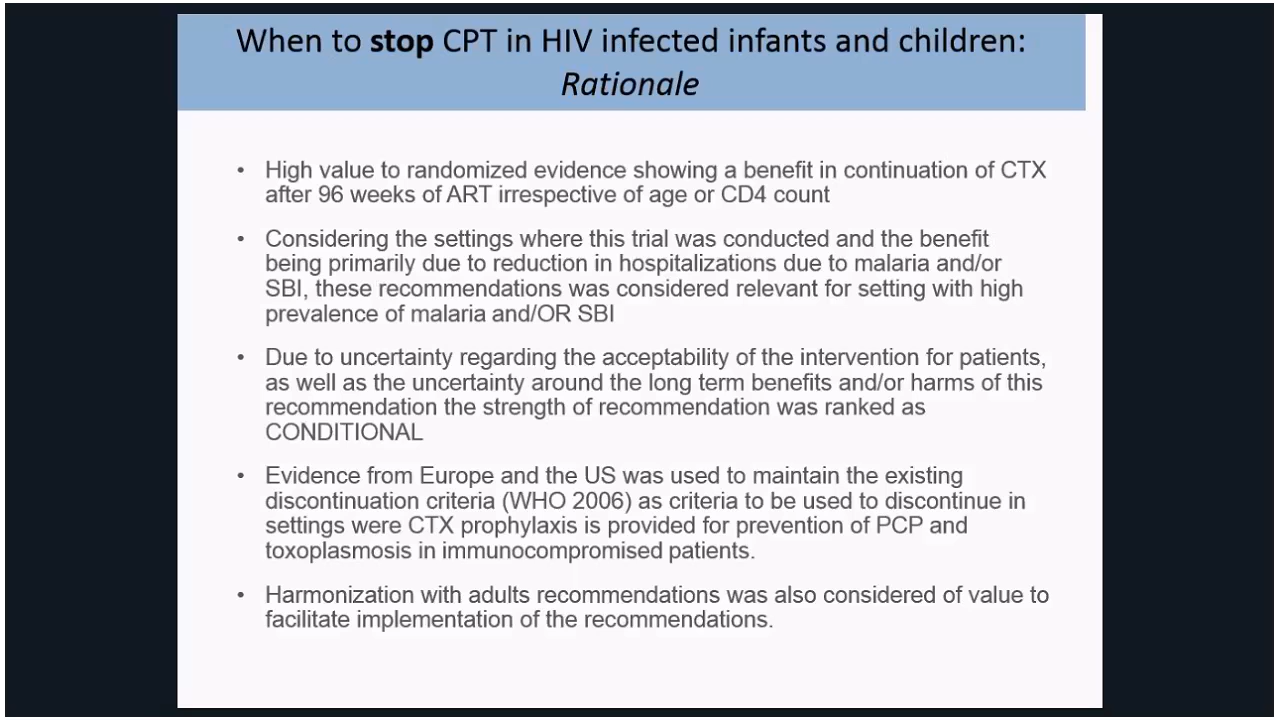 When to stop CPT in HIV infected infants and children:
Rationale
• High value to randomized evidence showing a benefit in continuation of CTX
after 96 weeks of ART irrespective of age or CD4 count
• Considering the settings where this trial was conducted and the benefit
being primarily due to reduction in hospitalizations due to malaria and/or
SBI, these recommendations was considered relevant for setting with high
prevalence of malaria and/OR SBI
• Due to uncertainty regarding the acceptability of the intervention for patients,
as well as the uncertainty around the long term benefits and/or harms of this
recommendation the strength of recommendation was ranked as
CONDITIONAL
• Evidence from Europe and the US was used to maintain the existing
discontinuation criteria (WHO 2006) as criteria to be used to discontinue in
settings were CTX prophylaxis is provided for prevention of PCP and
toxoplasmosis in immunocompromised patients.
• Harmonization with adults recommendations was also considered of value to
facilitate implementation of the recommendations.